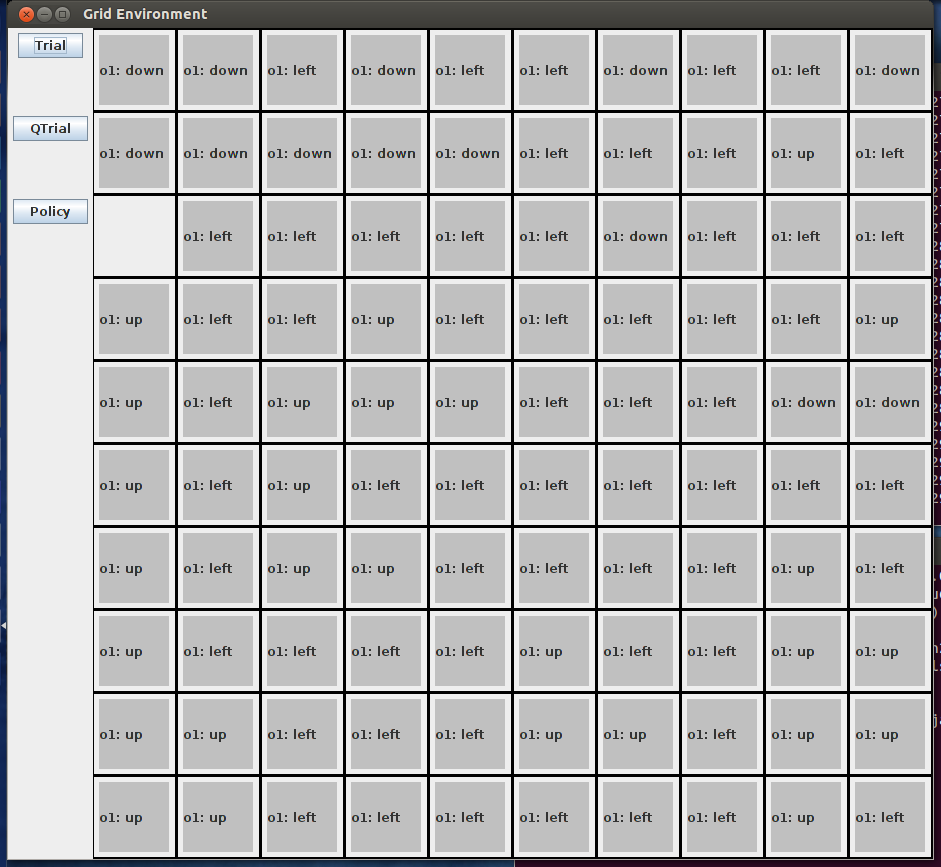 Grid Environment
Trial
o1: down o1: down o1: left o1: down o1: left o1: left o1: down o1: left o1: left o1: down
QTrial
o1: down o1: down o1: down o1: down o1: down o1: left o1: left o1: left o1: up o1: left
Policy
o1: left o1: left o1: left o1: left o1: left o1: down o1: left o1: left o1: left
o1: up o1: left o1: left o1: up o1: left o1: left o1: left o1: left o1: left o1: up
o1: up o1: left o1: up o1: up o1: up o1: left o1: left o1: left o1: down o1: down
o1: up o1: left o1: up o1: left o1: left o1: left o1: left o1: left o1: left o1: left
o1: up o1: left o1: up o1: up o1: left o1: left o1: left o1: left o1: up o1: left
o1: up o1: left o1: left o1: left o1: left o1: up o1: left o1: left o1: up o1: up
o1: up o1: up o1: left o1: left o1: left o1: up o1: up o1: left o1: up o1: up
o1: up o1: up o1: left o1: left o1: left o1: left o1: left o1: left o1: up o1: left